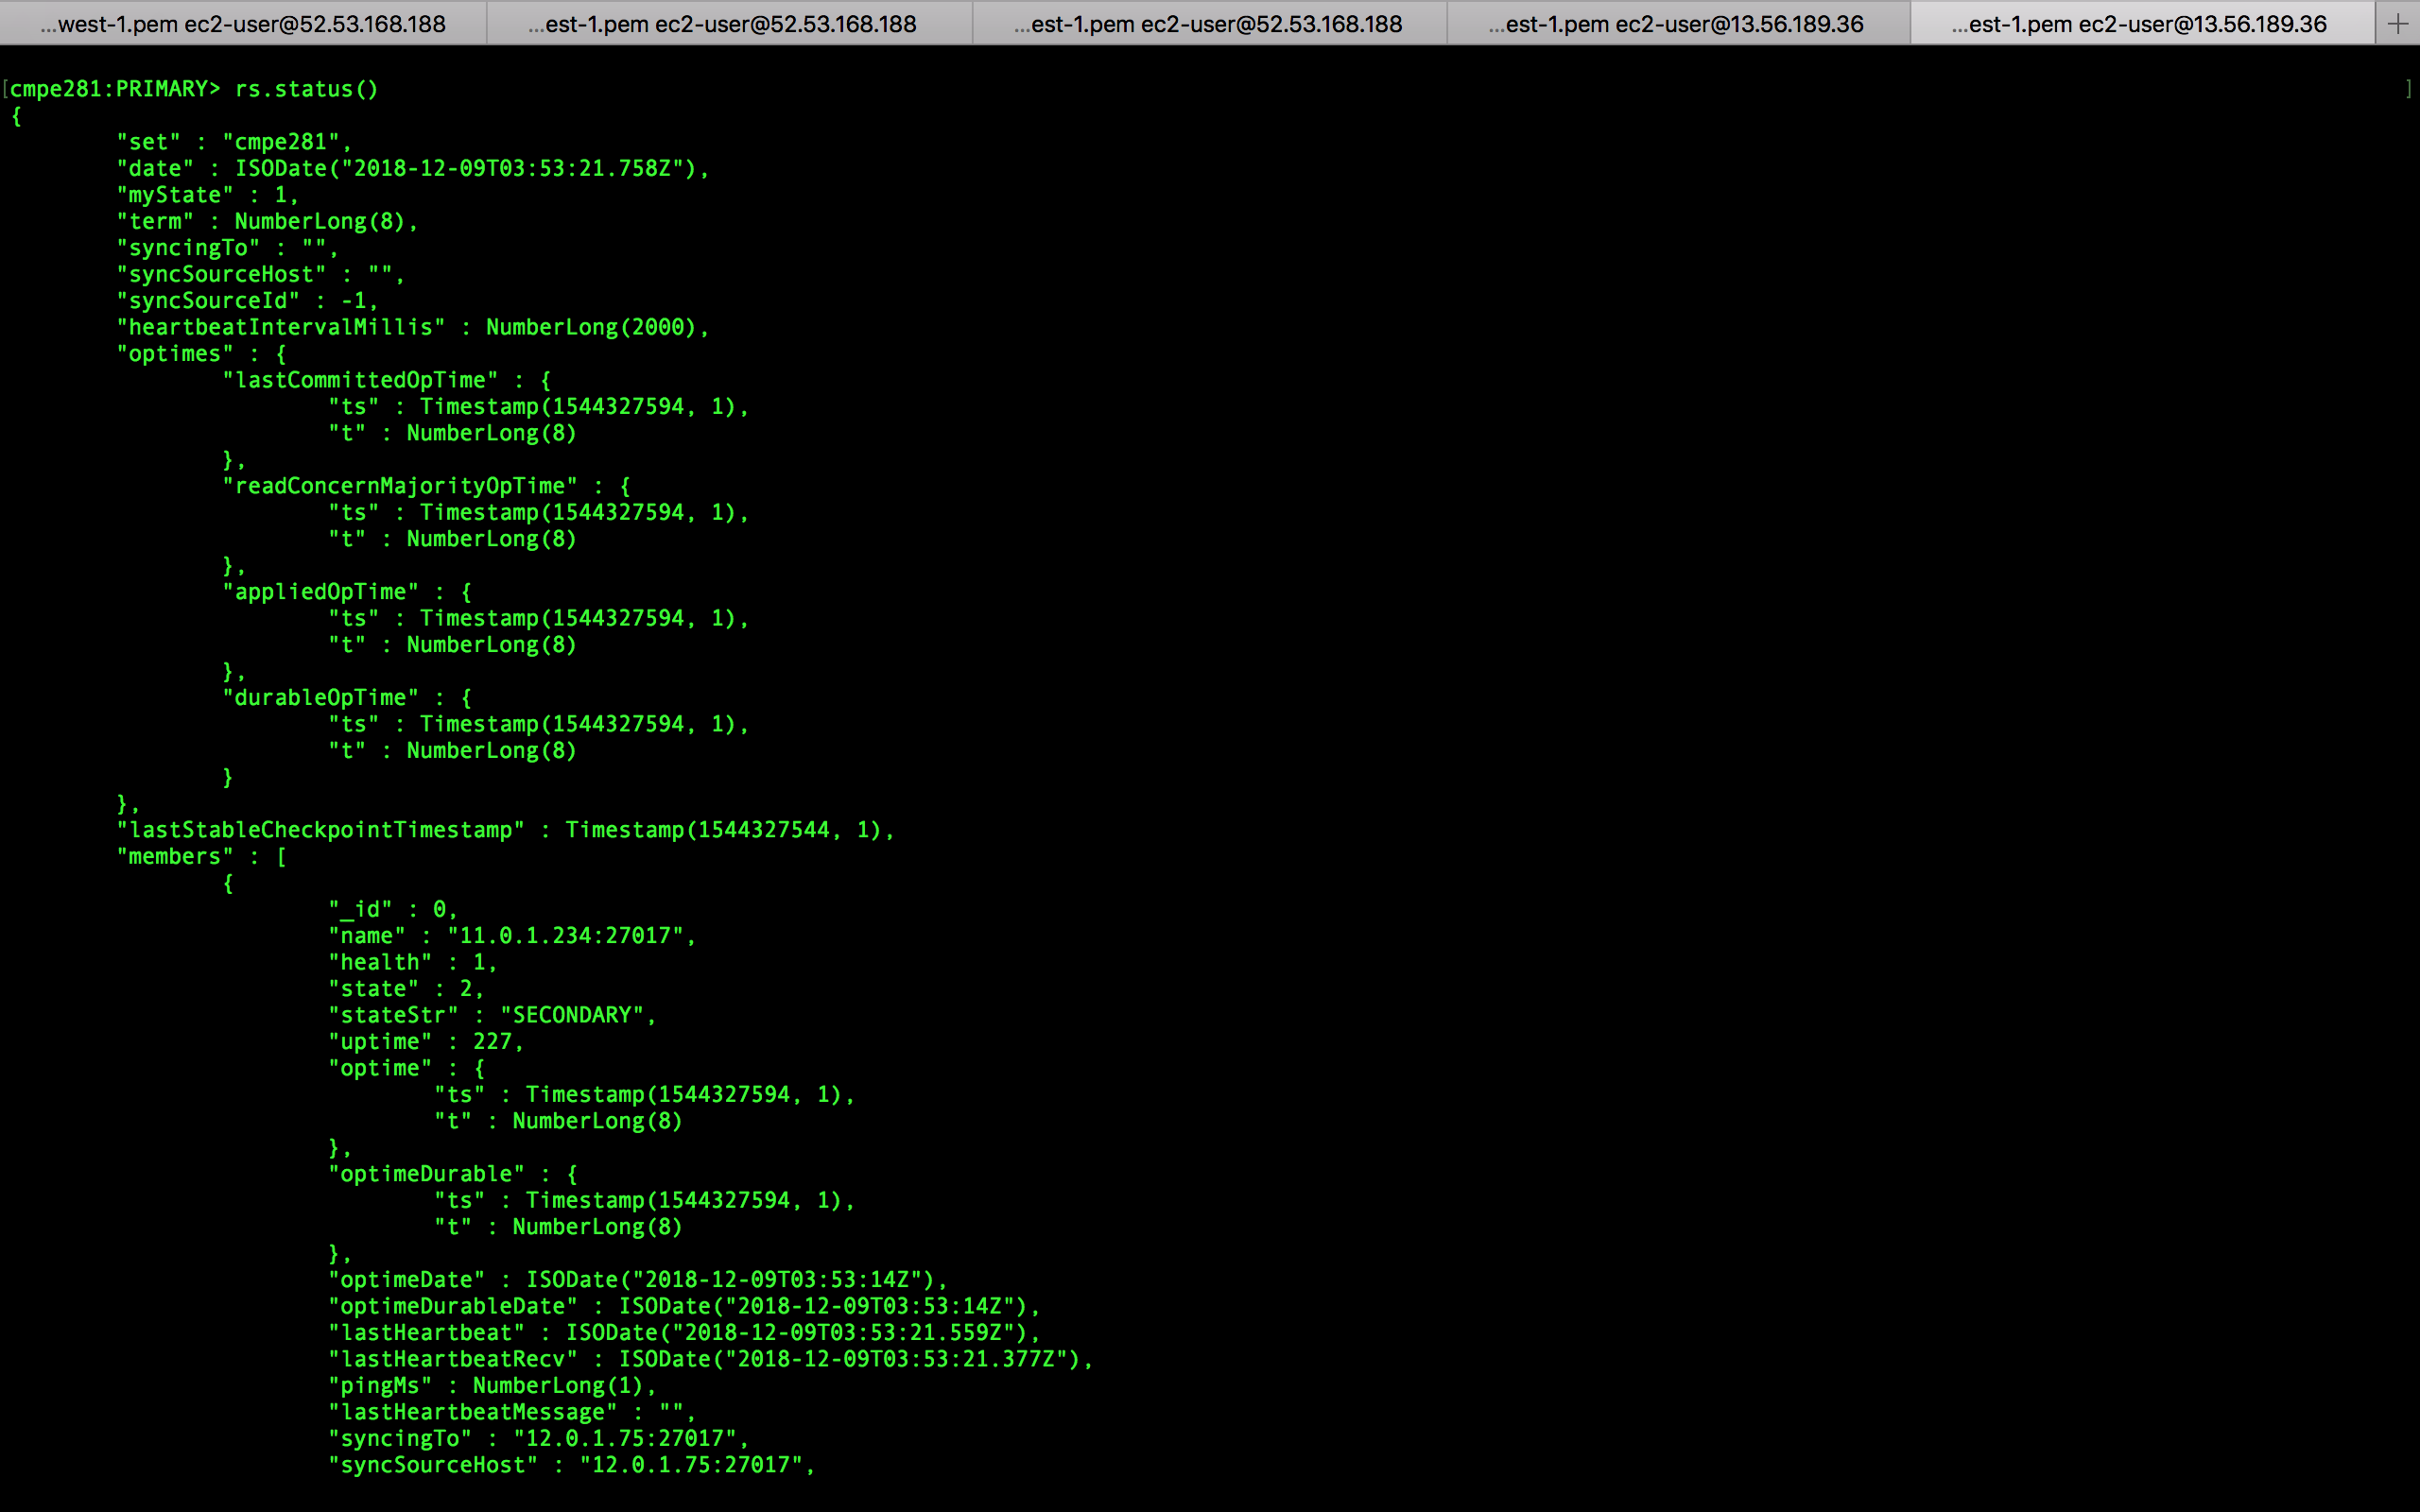 ...west-1.pem ec2-user@52.53.168.188 ...est-1.pem ec2-user@52.53.168.188 ...est-1.pem ec2-user@52.53.168.188 ...est-1.pem ec2-user@13.56.189.36 ...est-1.pem ec2-user@13.56.189.36 +
[cmpe281:PRIMARY> rs.status() ]
{
"set" : "cmpe281",
"date" : ISODate("2018-12-09T03:53:21.758Z"),
"myState" : 1,
"term" : NumberLong(8),
"syncingTo" : "",
"syncSourceHost" : "",
"syncSourceId" : -1,
"heartbeatIntervalMillis" : NumberLong(2000),
"optimes" : {
"lastCommittedOpTime" : {
"ts" : Timestamp(1544327594, 1),
"t" : NumberLong(8)
},
"readConcernMajorityOpTime" : {
"ts" : Timestamp(1544327594, 1),
"t" : NumberLong(8)
},
"appliedOpTime" : {
"ts" : Timestamp(1544327594, 1),
"t" : NumberLong(8)
},
"durableOpTime" : {
"ts" : Timestamp(1544327594, 1),
"t" : NumberLong(8)
}
},
"lastStableCheckpointTimestamp" : Timestamp(1544327544, 1),
"members" : [
{
"_id" : 0,
"name" : "11.0.1.234:27017",
"health" : 1,
"state" : 2,
"stateStr" : "SECONDARY",
"uptime" : 227,
"optime" : {
"ts" : Timestamp(1544327594, 1),
"t" : NumberLong(8)
},
"optimeDurable" : {
"ts" : Timestamp(1544327594, 1),
"t" : NumberLong(8)
},
"optimeDate" : ISODate("2018-12-09T03:53:14Z"),
"optimeDurableDate" : ISODate("2018-12-09T03:53:14Z"),
"lastHeartbeat" : ISODate("2018-12-09T03:53:21.559Z"),
"lastHeartbeatRecv" : ISODate("2018-12-09T03:53:21.377Z"),
"pingMs" : NumberLong(1),
"lastHeartbeatMessage" : "",
"syncingTo" : "12.0.1.75:27017",
"syncSourceHost" : "12.0.1.75:27017",